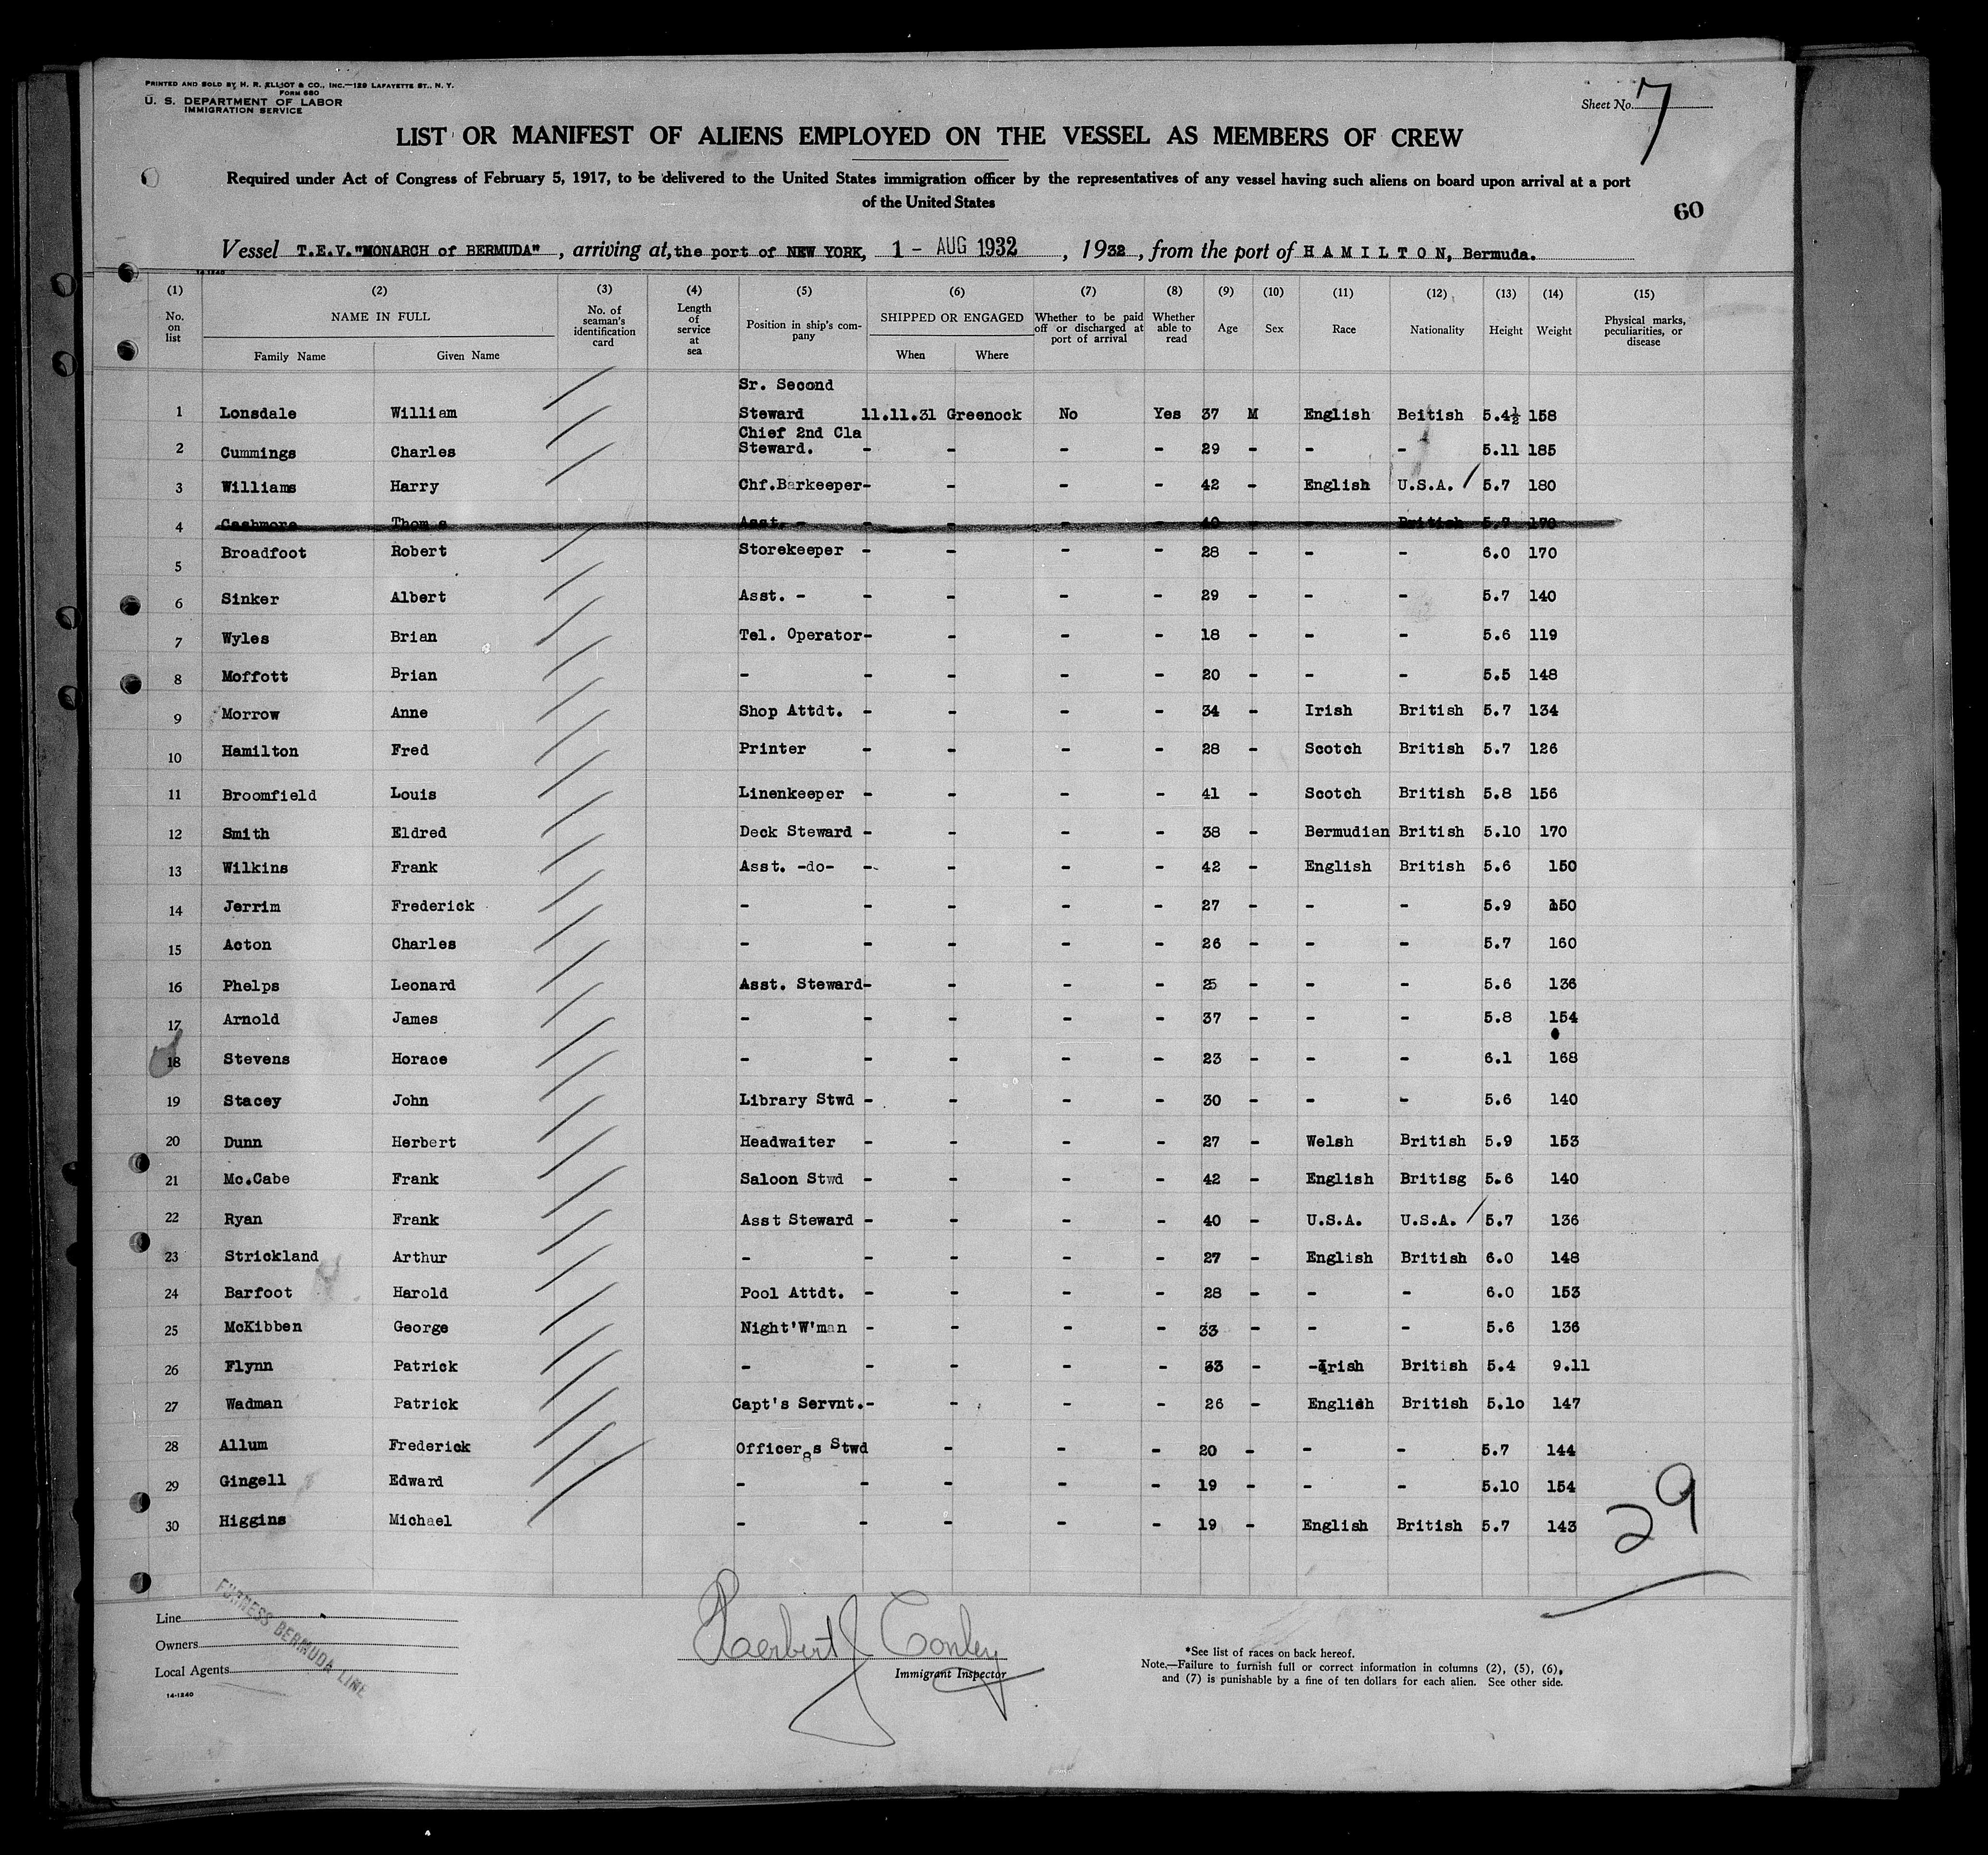 PRINTED AND SOLD BY H. R. ELLIOT & CO., INC.—129 LAFAYETTE ST., N. Y.
FORM 680
U. S. DEPARTMENT OF LABOR
IMMIGRATION SERVICE
Sheet No. 7
LIST OR MANIFEST OF ALIENS EMPLOYED ON THE VESSEL AS MEMBERS OF CREW
Required under Act of Congress of February 5, 1917, to be delivered to the United States immigration officer by the representatives of any vessel having such aliens on board upon arrival at a port
of the United States
60
Vessel T.E.V."MONARCH of BERMUDA" , arriving at, the port of NEW YORK, 1 - AUG 1932 , 1932 , from the port of H A M I L T O N, Bermuda.
14-1240
(1) (2) (3) (4) (5) (6) (7) (8) (9) (10) (11) (12) (13) (14) (15)
No. on list NAME IN FULL Family Name Given Name No. of seaman's identification card Length of service at sea Position in ship's company SHIPPED OR ENGAGED When Where Whether to be paid off or discharged at port of arrival Whether able to read Age Sex Race Nationality Height Weight Physical marks, peculiarities, or disease
Sr. Second
1 Lonsdale William Steward 11.11.31 Greenock No Yes 37 M English Beitish 5.4½ 158
Chief 2nd Cla
2 Cummings Charles Steward. - - - - 29 - - - 5.11 185
3 Williams Harry Chf.Barkeeper- - - - 42 - English U.S.A. / 5.7 180
4 Cashmore Thom s Asst. - - - - - 40 - - British 5.7 170
5 Broadfoot Robert Storekeeper - - - - 28 - - - 6.0 170
6 Sinker Albert Asst. - - - - - 29 - - - 5.7 140
7 Wyles Brian Tel. Operator- - - - 18 - - - 5.6 119
8 Moffott Brian - - - - - 20 - - - 5.5 148
9 Morrow Anne Shop Attdt. - - - - 34 - Irish British 5.7 134
10 Hamilton Fred Printer - - - - 28 - Scotch British 5.7 126
11 Broomfield Louis Linenkeeper - - - - 41 - Scotch British 5.8 156
12 Smith Eldred Deck Steward - - - - 38 - Bermudian British 5.10 170
13 Wilkins Frank Asst. -do- - - - - 42 - English British 5.6 150
14 Jerrim Frederick - - - - - 27 - - - 5.9 150
15 Acton Charles - - - - - 26 - - - 5.7 160
16 Phelps Leonard Asst. Steward- - - - 25 - - - 5.6 136
17 Arnold James - - - - - 37 - - - 5.8 154
18 Stevens Horace - - - - - 23 - - - 6.1 168
19 Stacey John Library Stwd - - - - 30 - - - 5.6 140
20 Dunn Herbert Headwaiter - - - - 27 - Welsh British 5.9 153
21 Mc.Cabe Frank Saloon Stwd - - - - 42 - English Britisg 5.6 140
22 Ryan Frank Asst Steward - - - - 40 - U.S.A. U.S.A. / 5.7 136
23 Strickland Arthur - - - - - 27 - English British 6.0 148
24 Barfoot Harold Pool Attdt. - - - - 28 - - - 6.0 153
25 McKibben George Night'W'man - - - - 33 - - - 5.6 136
26 Flynn Patrick - - - - - 33 - -Irish British 5.4 9.11
27 Wadman Patrick Capt's Servnt.- - - - 26 - English British 5.10 147
28 Allum Frederick Officer8s Stwd - - - 20 - - - 5.7 144
29 Gingell Edward - - - - - 19 - - - 5.10 154
30 Higgins Michael - - - - - 19 - English British 5.7 143
29
Line
Owners
Local Agents
FURNESS BERMUDA LINE
14-1240
Herbert J Conley
Immigrant Inspector
*See list of races on back hereof.
Note.—Failure to furnish full or correct information in columns (2), (5), (6),
and (7) is punishable by a fine of ten dollars for each alien. See other side.